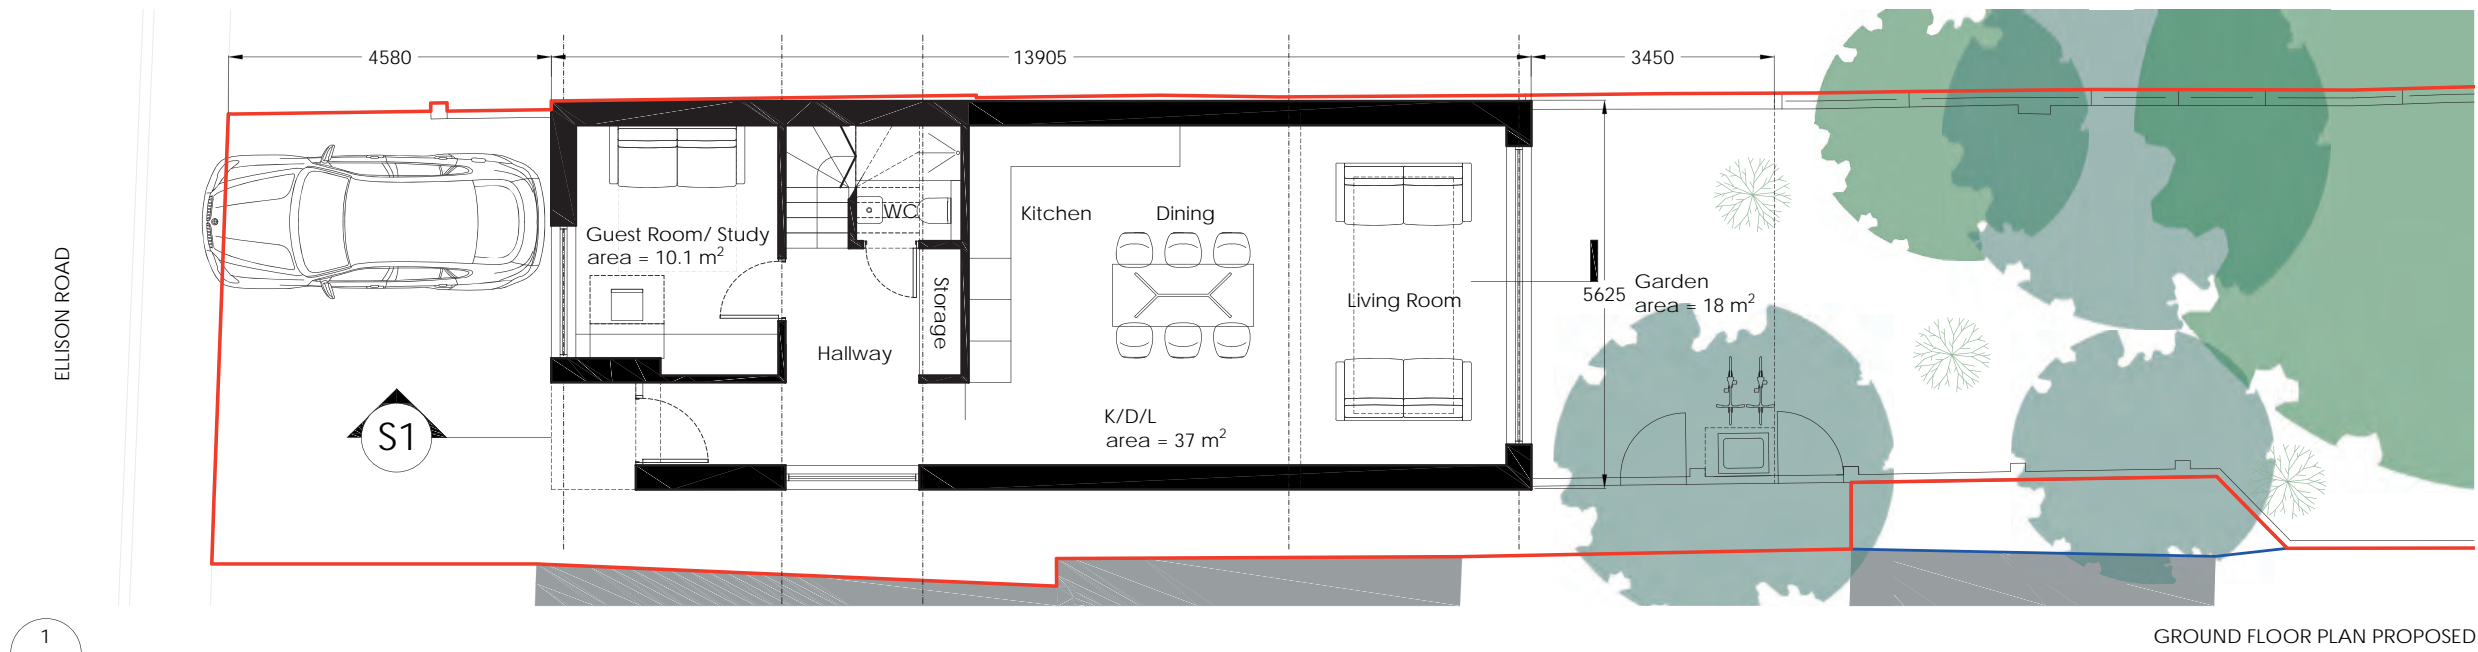 4580
13905
3450
ELLISON ROAD
Guest Room/ Study
area = 10.1 m²
WC
Storage
Hallway
Kitchen
Dining
Living Room
K/D/L
area = 37 m²
5625
Garden
area = 18 m²
S1
1
GROUND FLOOR PLAN PROPOSED